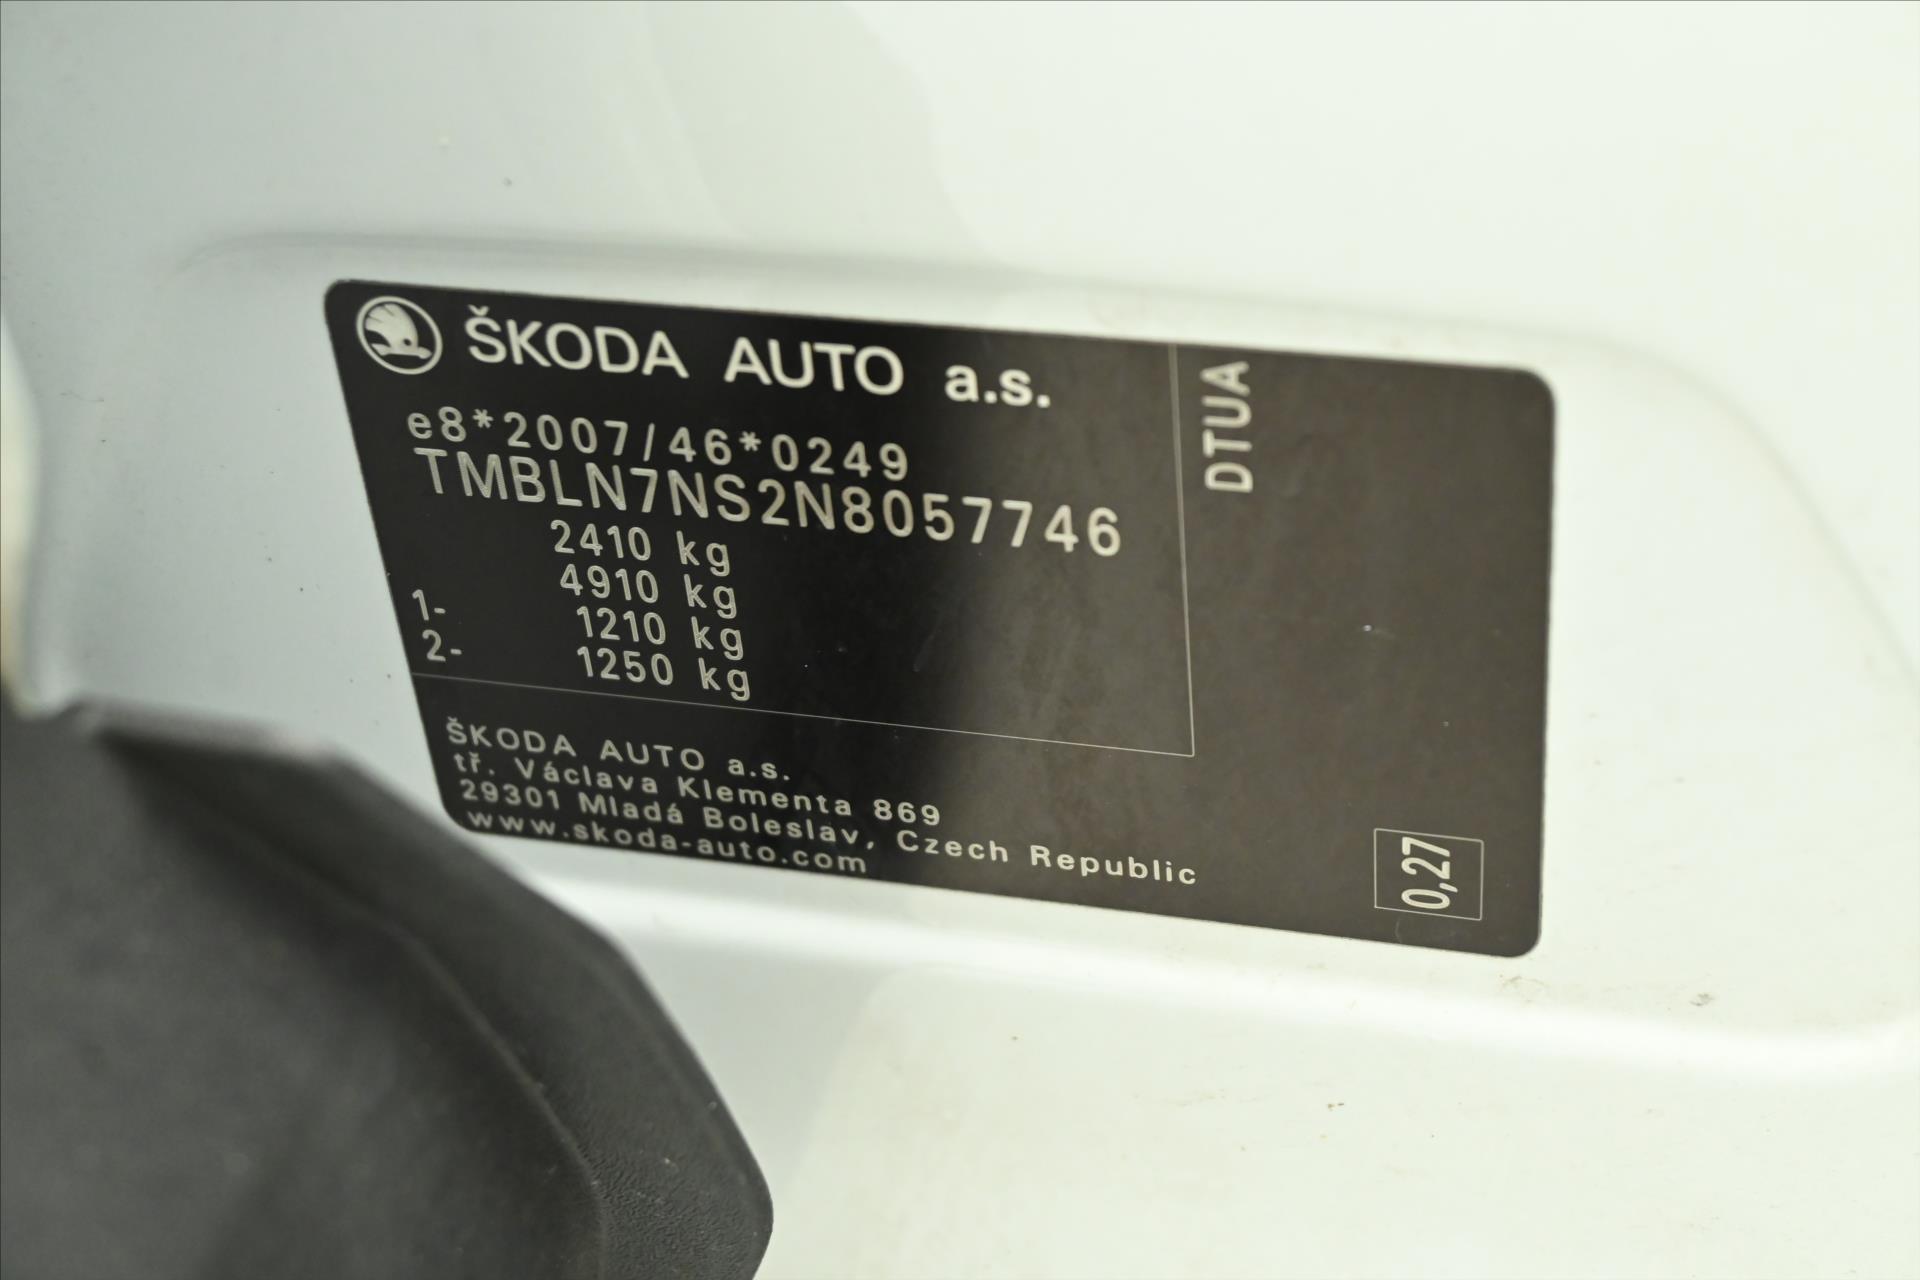 ŠKODA AUTO a.s.
e8*2007/46*0249
TMBLN7NS2N8057746
2410 kg
4910 kg
1- 1210 kg
2- 1250 kg
DTUA
ŠKODA AUTO a.s.
tř. Václava Klementa 869
29301 Mladá Boleslav, Czech Republic
www.skoda-auto.com
0,27